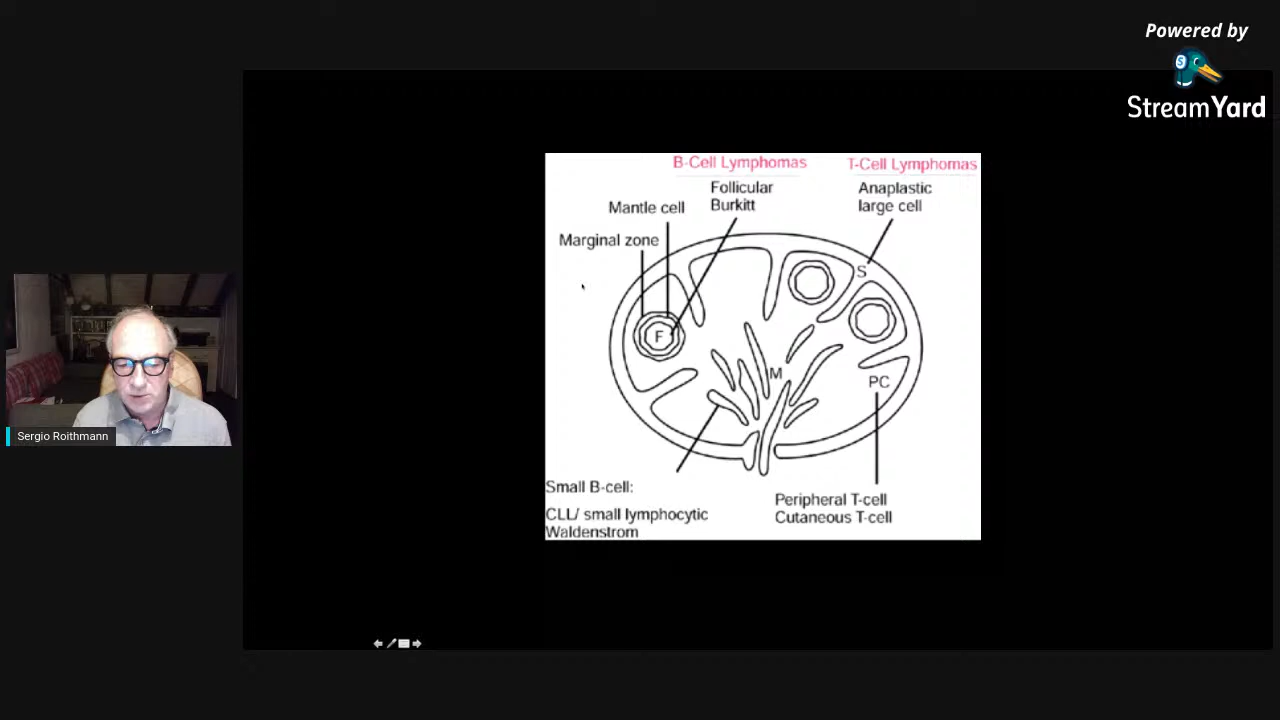 Powered by
StreamYard
B-Cell Lymphomas
T-Cell Lymphomas
Follicular
Burkitt
Anaplastic
large cell
Mantle cell
Marginal zone
S
F
M
PC
Small B-cell:
CLL/ small lymphocytic
Waldenstrom
Peripheral T-cell
Cutaneous T-cell
Sergio Roithmann